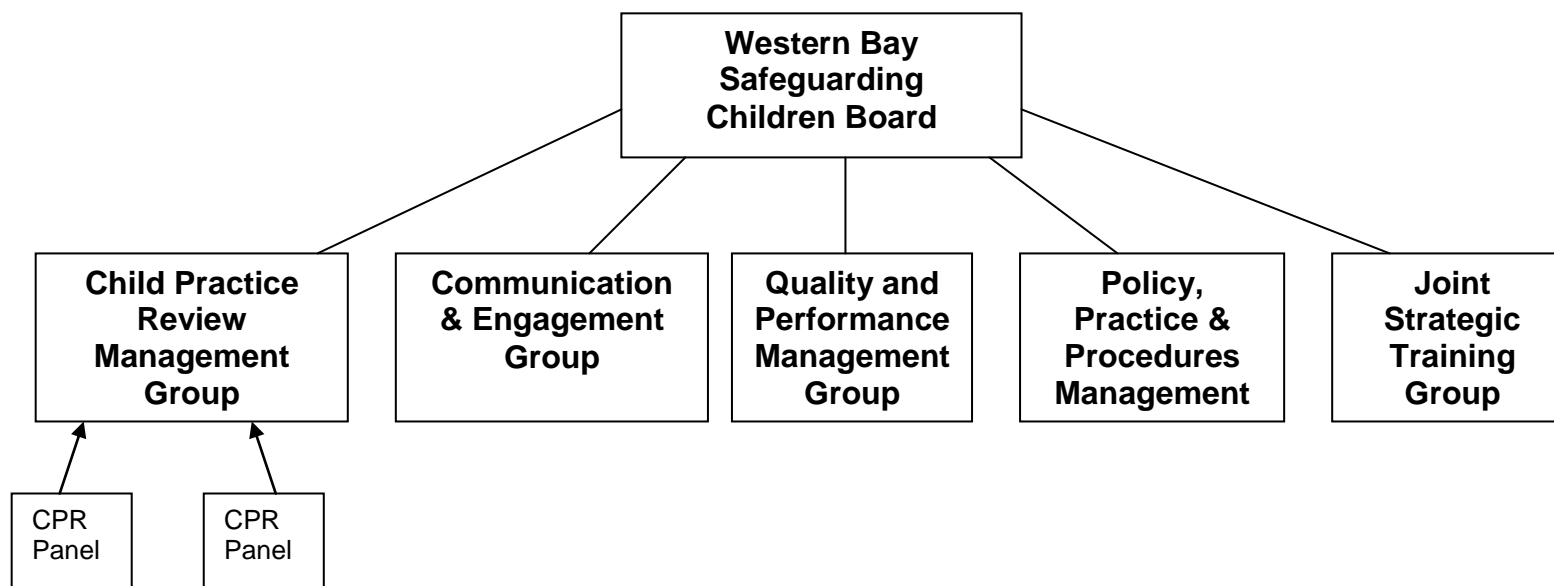 Western Bay
Safeguarding
Children Board
Child Practice
Review
Management
Group
Communication
& Engagement
Group
Quality and
Performance
Management
Group
Policy,
Practice &
Procedures
Management
Joint
Strategic
Training
Group
CPR
Panel
CPR
Panel